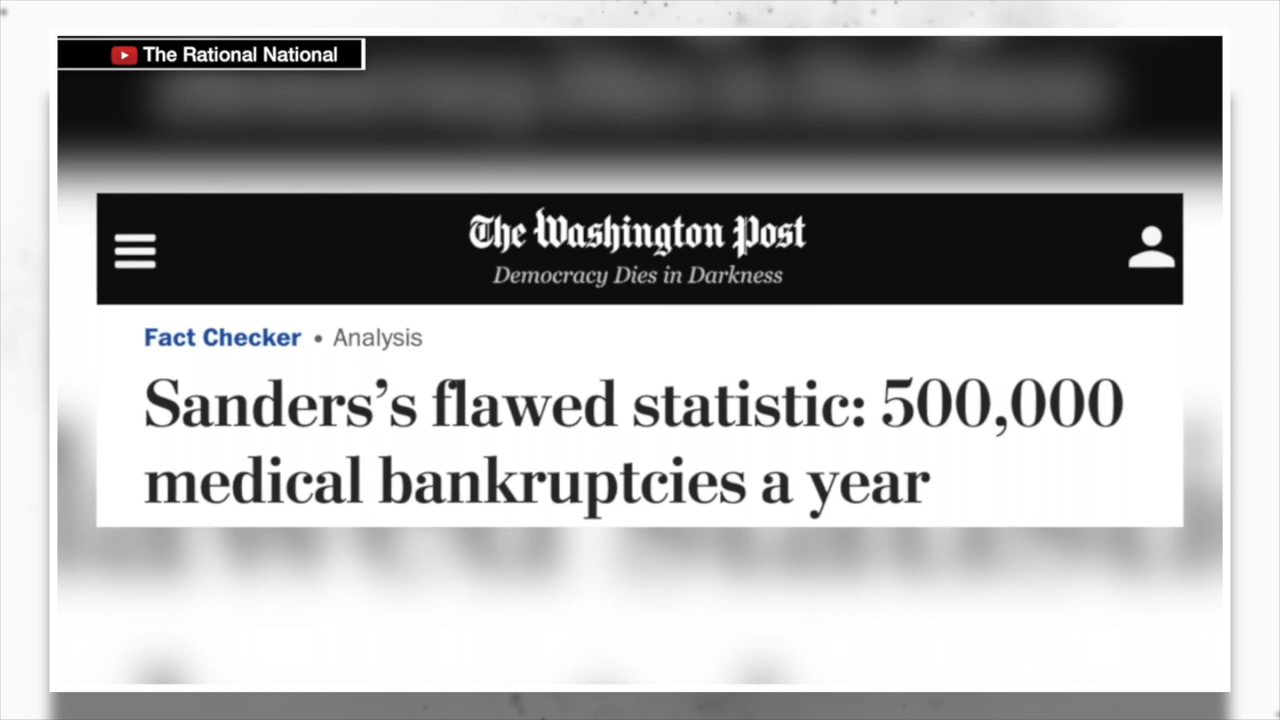 The Rational National
The Washington Post
Democracy Dies in Darkness
Fact Checker • Analysis
Sanders’s flawed statistic: 500,000
medical bankruptcies a year